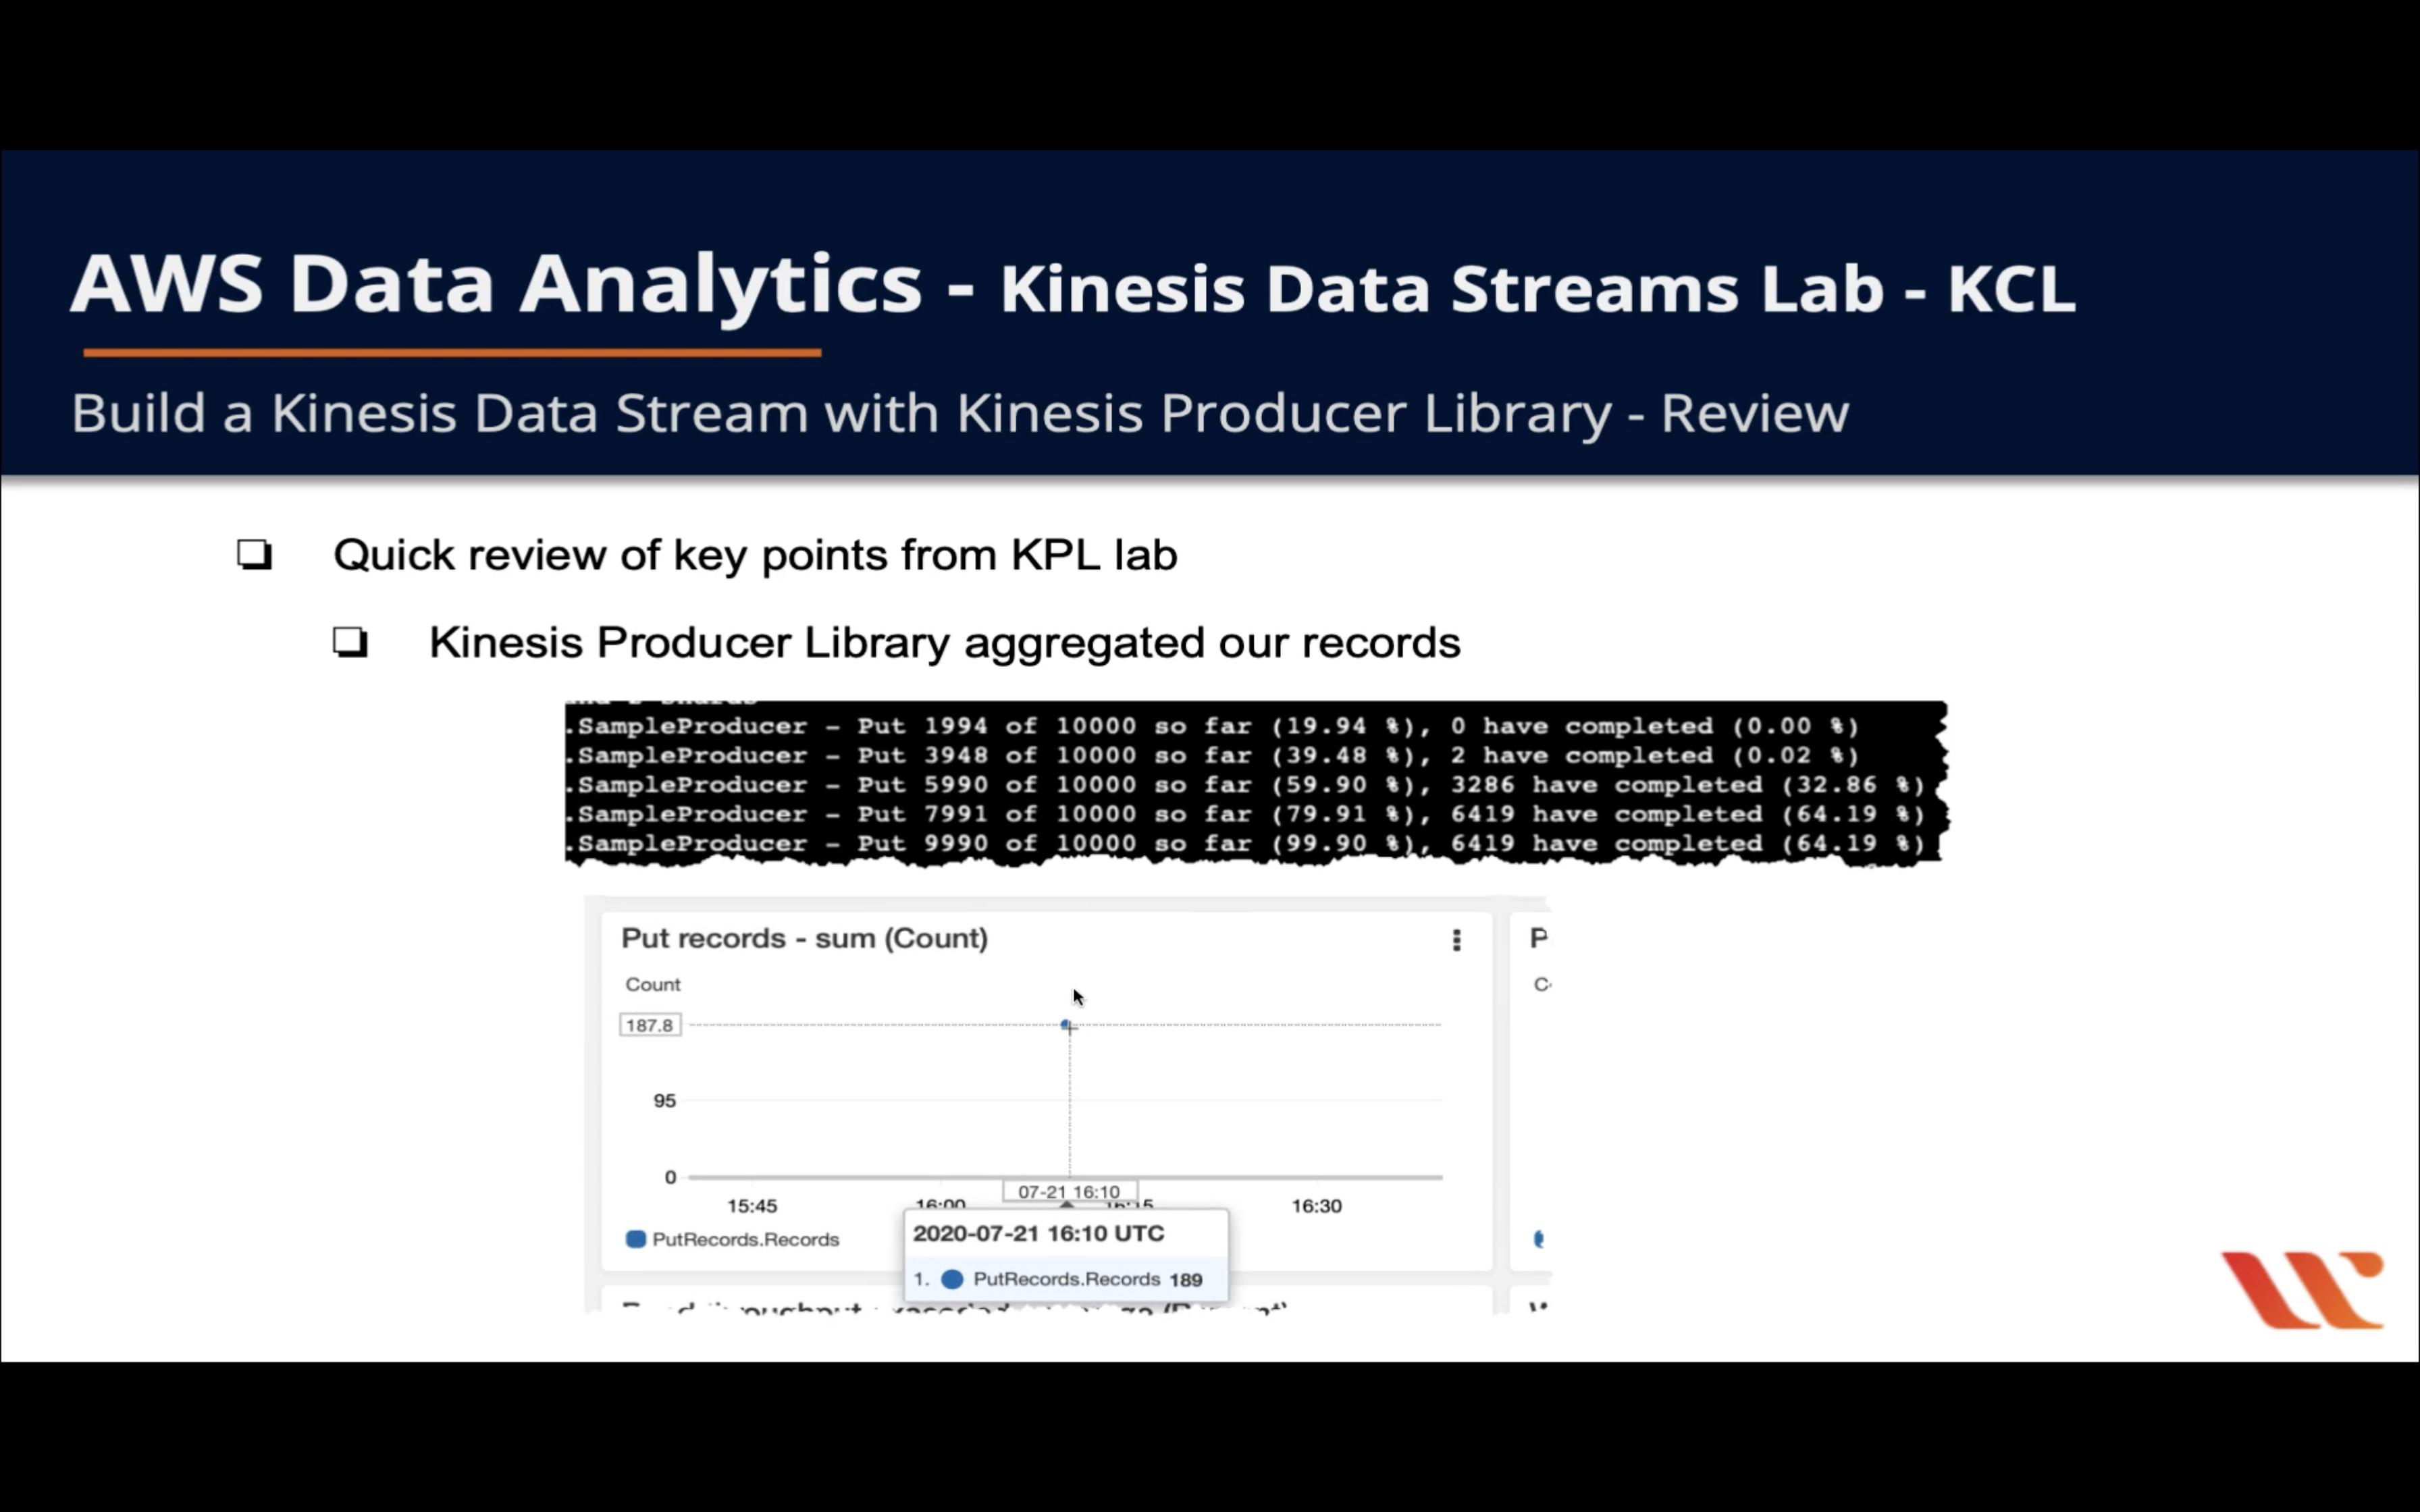 AWS Data Analytics - Kinesis Data Streams Lab - KCL
Build a Kinesis Data Stream with Kinesis Producer Library - Review
Quick review of key points from KPL lab
Kinesis Producer Library aggregated our records
.SampleProducer - Put 1994 of 10000 so far (19.94 %), 0 have completed (0.00 %)
.SampleProducer - Put 3948 of 10000 so far (39.48 %), 2 have completed (0.02 %)
.SampleProducer - Put 5990 of 10000 so far (59.90 %), 3286 have completed (32.86 %)
.SampleProducer - Put 7991 of 10000 so far (79.91 %), 6419 have completed (64.19 %)
.SampleProducer - Put 9990 of 10000 so far (99.90 %), 6419 have completed (64.19 %)
Put records - sum (Count)
P
Count
C
187.8
95
0
07-21 16:10
15:45 16:00 16:15 16:30
PutRecords.Records
2020-07-21 16:10 UTC
1. PutRecords.Records 189